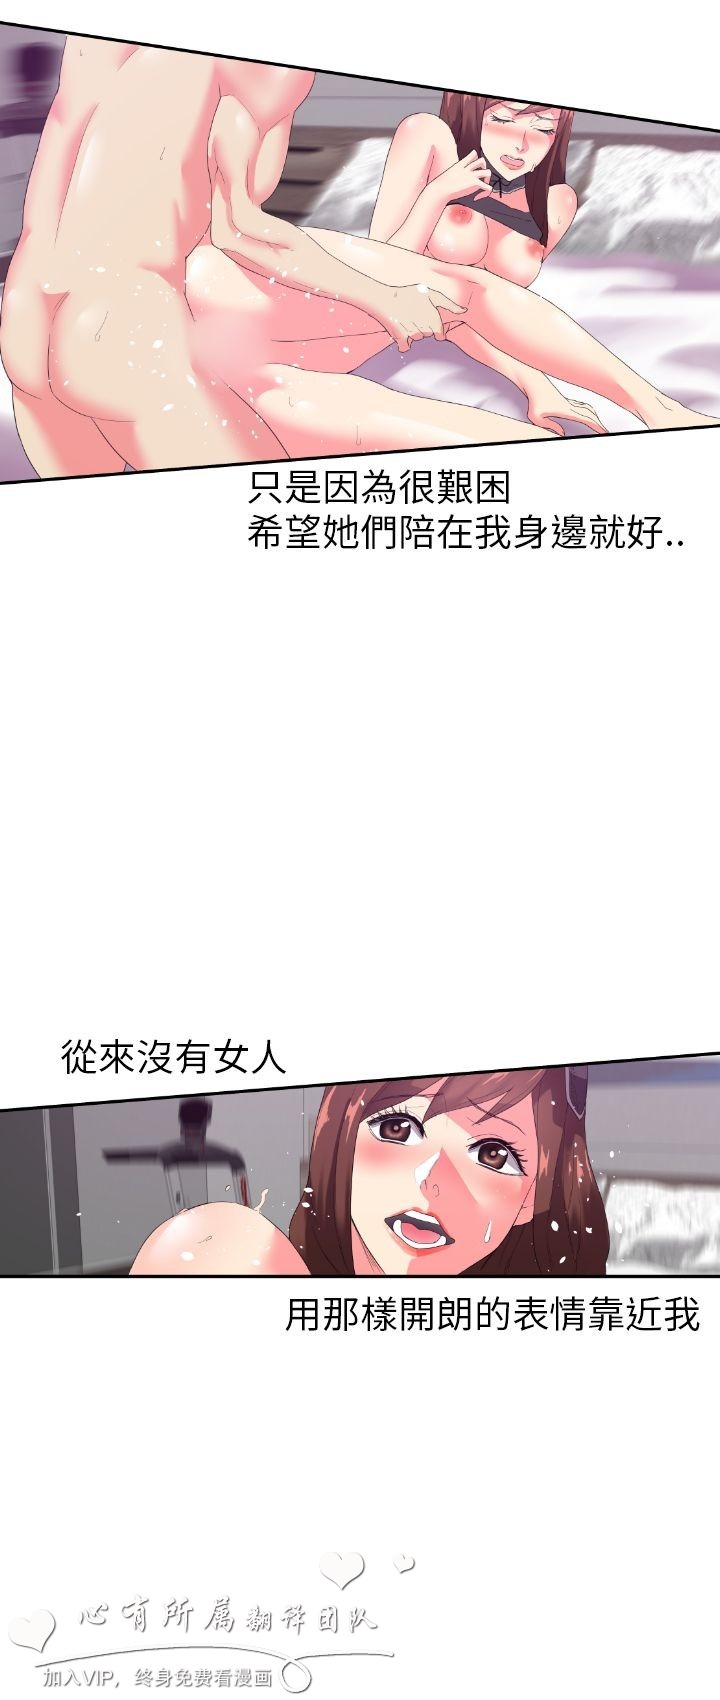 只是因為很艱困
希望她們陪在我身邊就好..
從來沒有女人
用那樣開朗的表情靠近我
心有所属翻译团队
加入VIP，终身免费看漫画